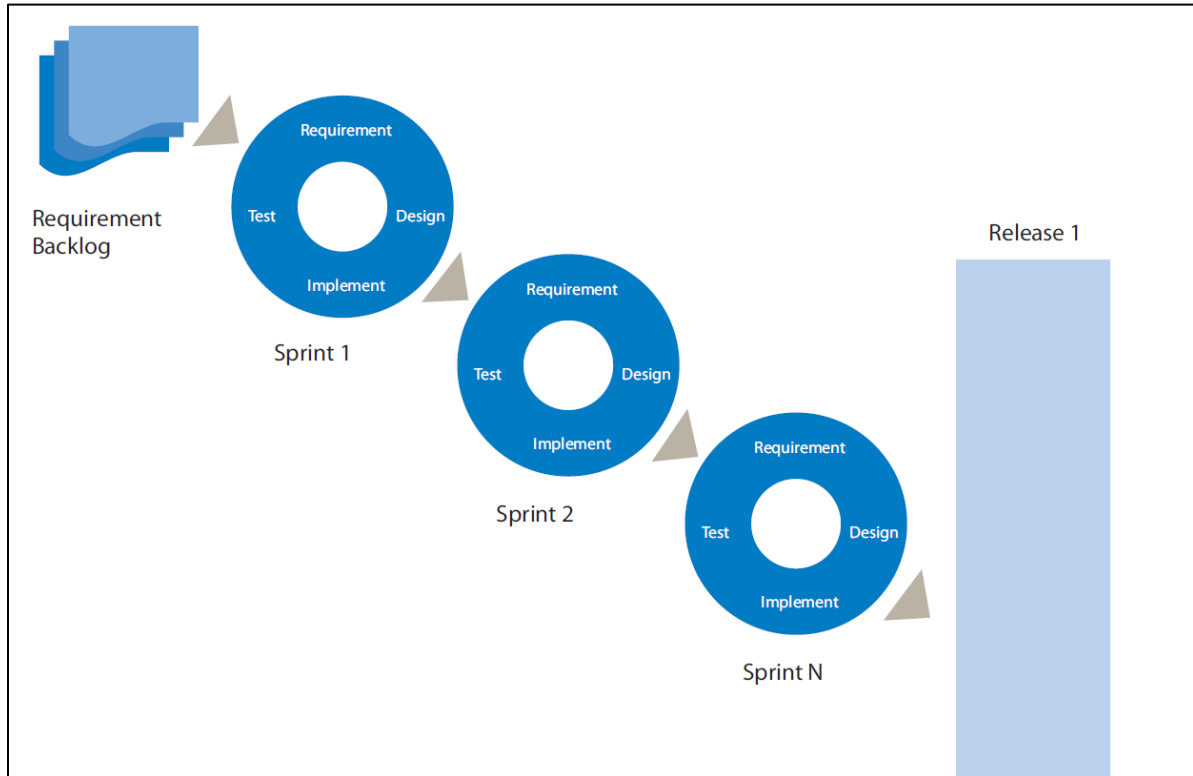 Requirement
Backlog
Requirement
Test
Design
Implement
Sprint 1
Requirement
Test
Design
Implement
Sprint 2
Requirement
Test
Design
Implement
Sprint N
Release 1